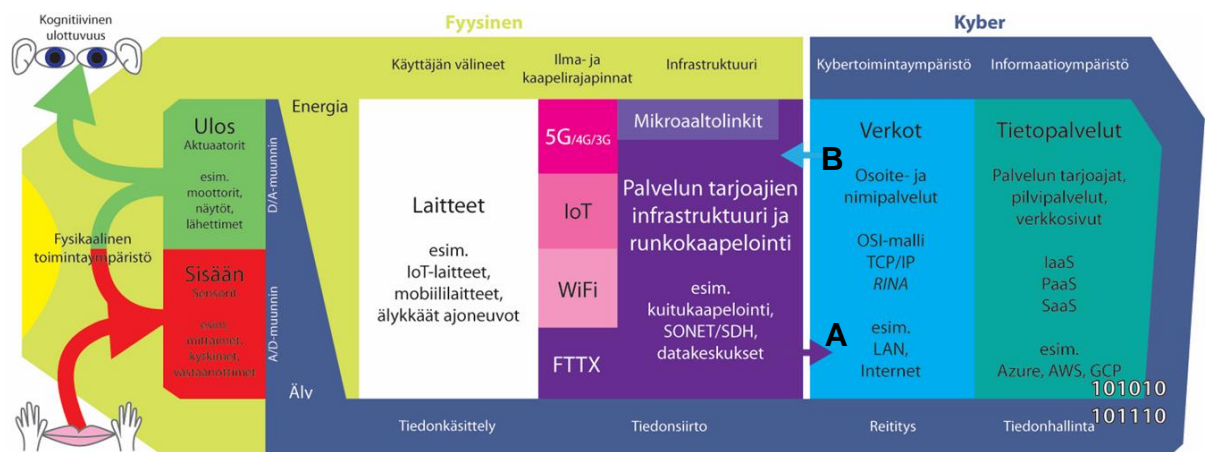 Kognitiivinen
ulottuvuus
Fyysinen
Kyber
Käyttäjän välineet
Ilma- ja
kaapelirajapinnat
Infrastruktuuri
Kybertoimintaympäristö
Informaatioympäristö
Energia
Ulos
Aktuaattorit
esim.
moottorit,
näytöt,
lähettimet
D/A-muunnin
Fysikaalinen
toimintaympäristö
Sisään
Sensorit
esim.
mittaimet,
kytkimet,
vastaanottimet
A/D-muunnin
Älv
Laitteet
esim.
IoT-laitteet,
mobiililaitteet,
älykkäät ajoneuvot
5G/4G/3G
IoT
WiFi
FTTX
Mikroaaltolinkit
Palvelun tarjoajien
infrastruktuuri ja
runkokaapelointi
esim.
kuitukaapelointi,
SONET/SDH,
datakeskukset
B
A
Verkot
Osoite- ja
nimipalvelut
OSI-malli
TCP/IP
RINA
esim.
LAN,
Internet
Tietopalvelut
Palvelun tarjoajat,
pilvipalvelut,
verkkosivut
IaaS
PaaS
SaaS
esim.
Azure, AWS, GCP
101010
101110
Tiedonkäsittely
Tiedonsiirto
Reititys
Tiedonhallinta